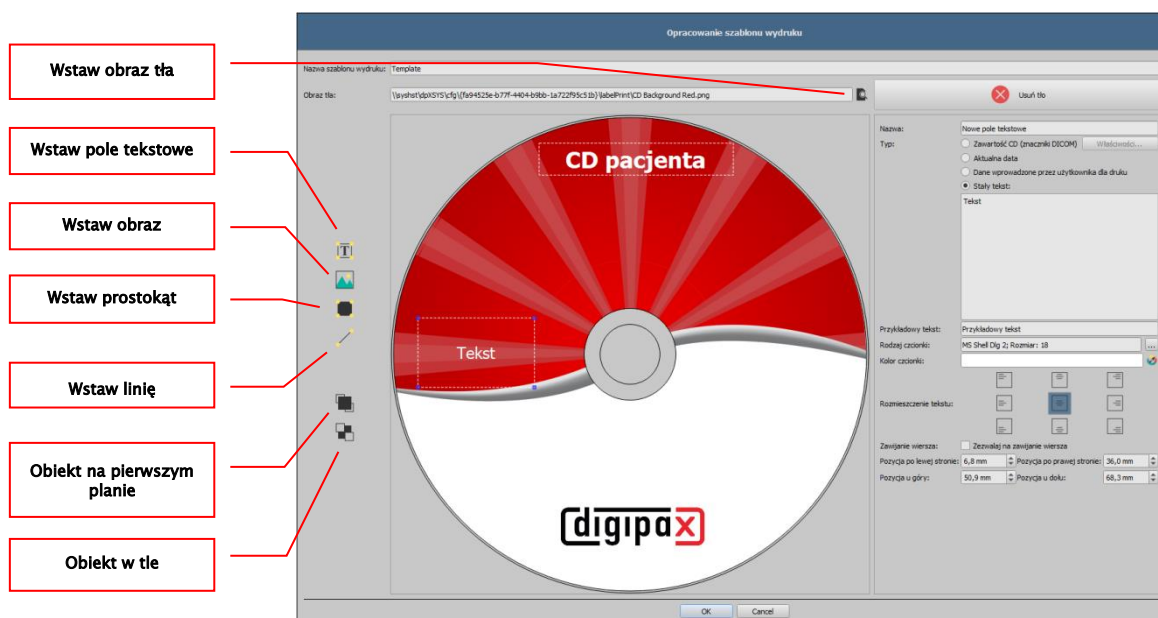 Opracowanie szablonu wydruku
Wstaw obraz tła
Wstaw pole tekstowe
Wstaw obraz
Wstaw prostokąt
Wstaw linię
Obiekt na pierwszym
planie
Obiekt w tle
Nazwa szablonu wydruku: Template
Obraz tła: \\syshst\dpXSYS\cfg\{fa94525e-b77f-4404-b9bb-1a722f95c51b}\labelPrint\CD Background Red.png
Usuń tło
CD pacjenta
Tekst
digipax
Nazwa: Nowe pole tekstowe
Typ: Zawartość CD (znaczniki DICOM) Właściwości...
Aktualna data
Dane wprowadzone przez użytkownika dla druku
Stały tekst:
Tekst
Przykładowy tekst: Przykładowy tekst
Rodzaj czcionki: MS Shell Dlg 2; Rozmiar: 18 ...
Kolor czcionki:
Rozmieszczenie tekstu:
Zawijanie wiersza: Zezwalaj na zawijanie wiersza
Pozycja po lewej stronie: 6,8 mm Pozycja po prawej stronie: 36,0 mm
Pozycja u góry: 50,9 mm Pozycja u dołu: 68,3 mm
OK Cancel